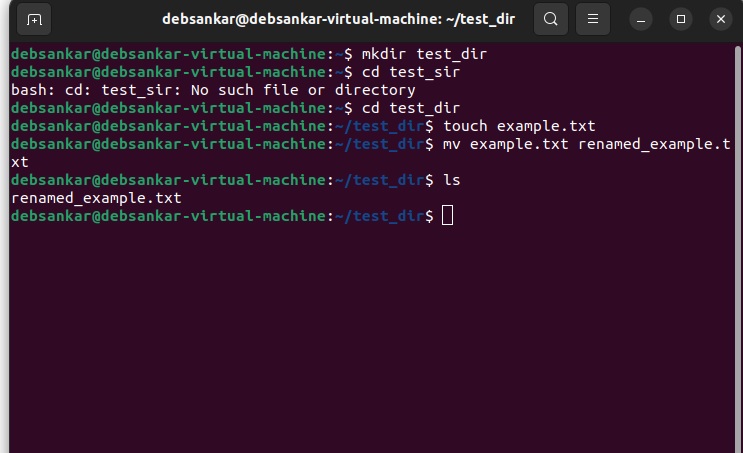 debsankar@debsankar-virtual-machine: ~/test_dir
debsankar@debsankar-virtual-machine:~$ mkdir test_dir
debsankar@debsankar-virtual-machine:~$ cd test_sir
bash: cd: test_sir: No such file or directory
debsankar@debsankar-virtual-machine:~$ cd test_dir
debsankar@debsankar-virtual-machine:~/test_dir$ touch example.txt
debsankar@debsankar-virtual-machine:~/test_dir$ mv example.txt renamed_example.t
xt
debsankar@debsankar-virtual-machine:~/test_dir$ ls
renamed_example.txt
debsankar@debsankar-virtual-machine:~/test_dir$